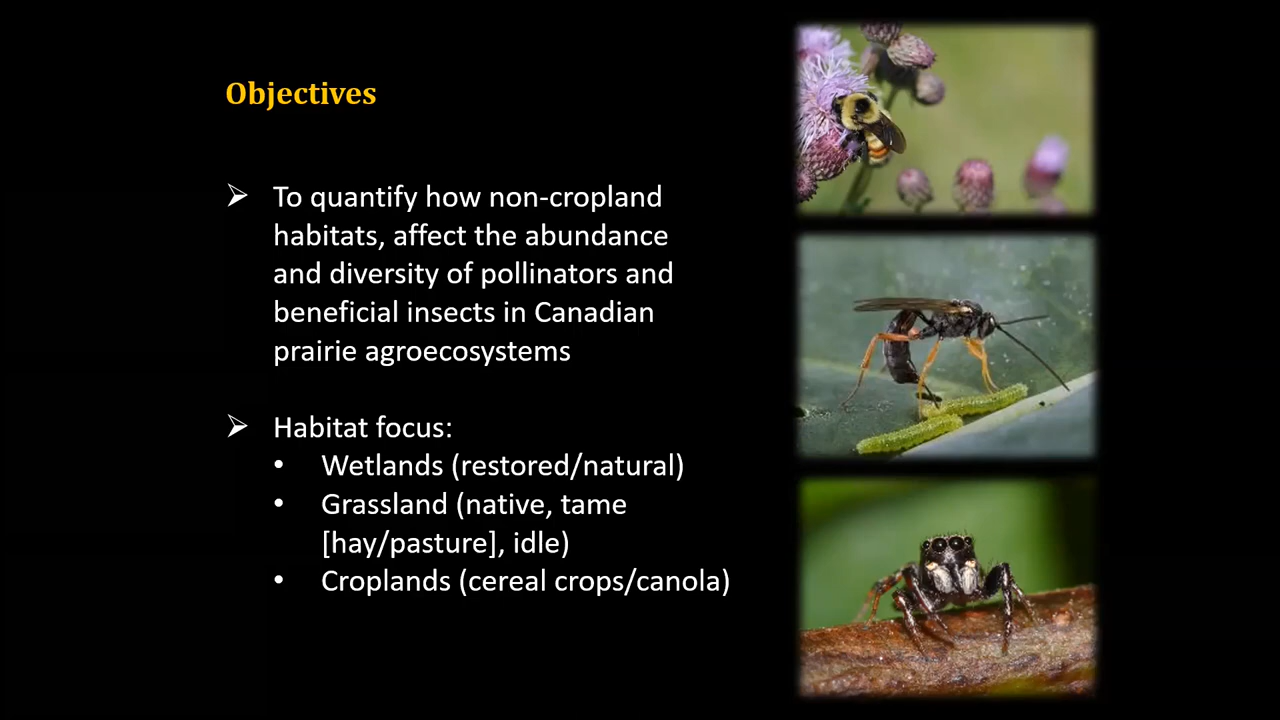 Objectives
➢ To quantify how non-cropland
habitats, affect the abundance
and diversity of pollinators and
beneficial insects in Canadian
prairie agroecosystems
➢ Habitat focus:
• Wetlands (restored/natural)
• Grassland (native, tame
[hay/pasture], idle)
• Croplands (cereal crops/canola)